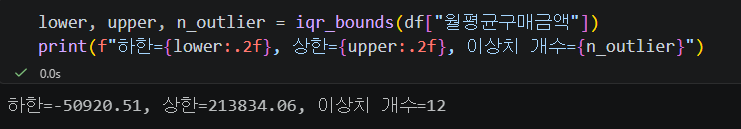 lower, upper, n_outlier = iqr_bounds(df["월평균구매금액"])
print(f"하한={lower:.2f}, 상한={upper:.2f}, 이상치 개수={n_outlier}")
0.0s
하한=-50920.51, 상한=213834.06, 이상치 개수=12